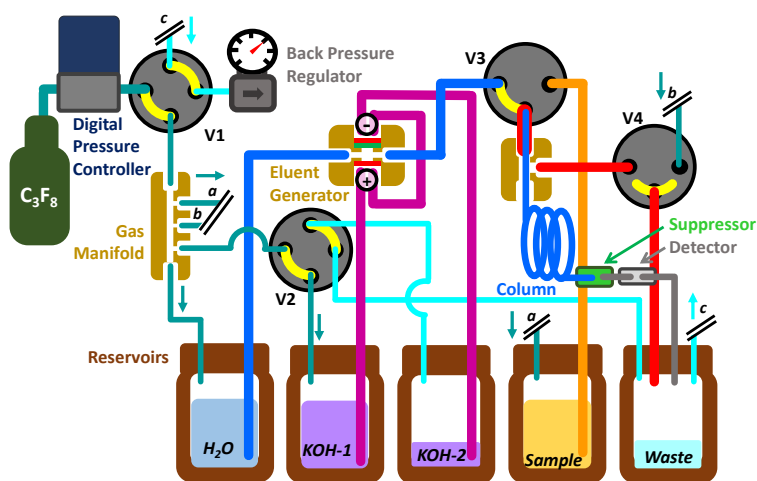 c
V1
Back Pressure
Regulator
V3
b
V4
Digital
Pressure
Controller
-
+
Eluent
Generator
C₃F₈
a
b
Gas
Manifold
V2
Suppressor
Detector
Column
a
c
Reservoirs
H₂O
KOH-1
KOH-2
Sample
Waste